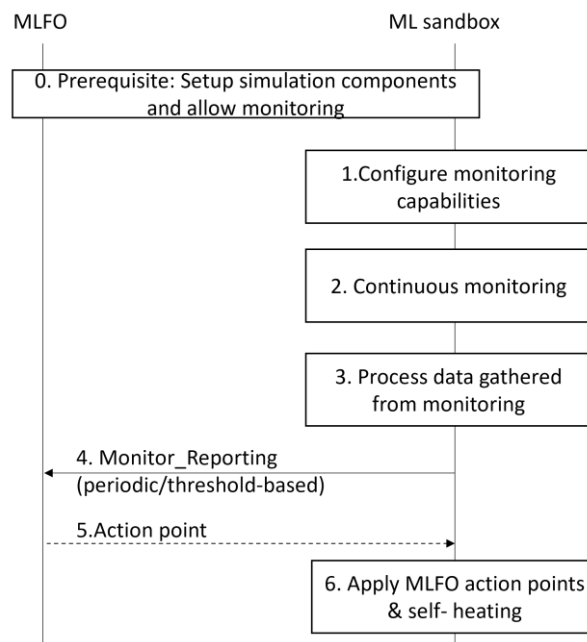 MLFO
ML sandbox
0. Prerequisite: Setup simulation components
and allow monitoring
1.Configure monitoring
capabilities
2. Continuous monitoring
3. Process data gathered
from monitoring
4. Monitor_Reporting
(periodic/threshold-based)
5.Action point
6. Apply MLFO action points
& self- heating